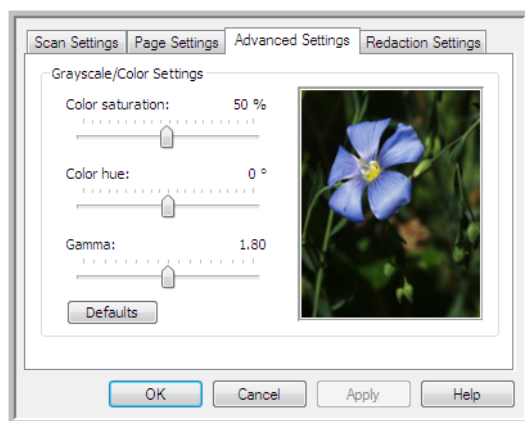 Scan Settings Page Settings Advanced Settings Redaction Settings
Grayscale/Color Settings
Color saturation: 50 %
Color hue: 0 °
Gamma: 1.80
Defaults
OK Cancel Apply Help